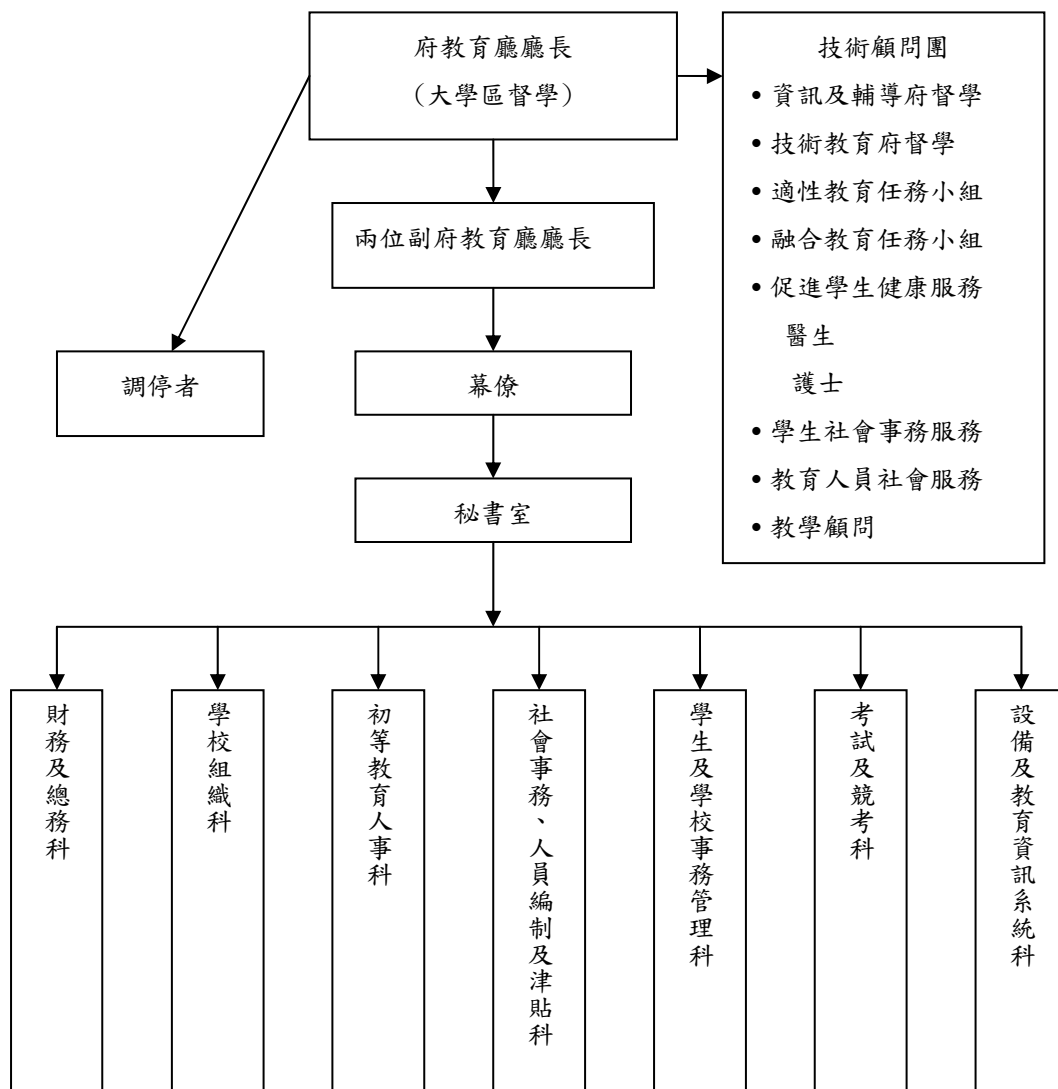 府教育廳廳長
（大學區督學）
技術顧問團
• 資訊及輔導府督學
• 技術教育府督學
• 適性教育任務小組
• 融合教育任務小組
• 促進學生健康服務
醫生
護士
• 學生社會事務服務
• 教育人員社會服務
• 教學顧問
兩位副府教育廳廳長
調停者
幕僚
秘書室
財務及總務科
學校組織科
初等教育人事科
社會事務、人員編制及津貼科
學生及學校事務管理科
考試及競考科
設備及教育資訊系統科